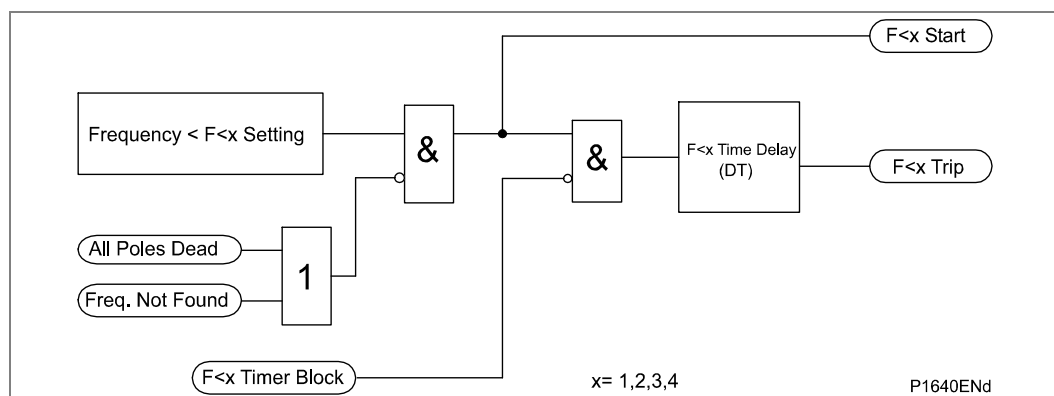 F<x Start
Frequency < F<x Setting
&
&
F<x Time Delay
(DT)
F<x Trip
All Poles Dead
1
Freq. Not Found
F<x Timer Block
x= 1,2,3,4
P1640ENd